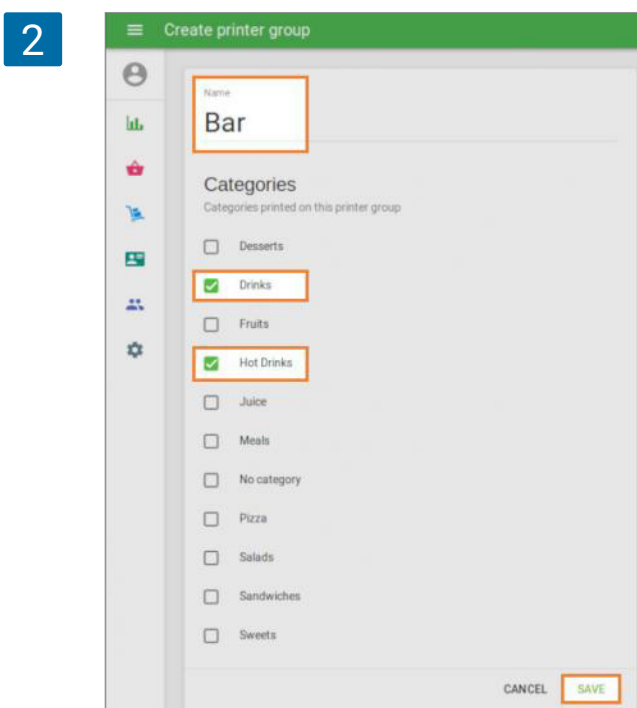 2
Create printer group
Name
Bar
Categories
Categories printed on this printer group
Desserts
Drinks
Fruits
Hot Drinks
Juice
Meals
No category
Pizza
Salads
Sandwiches
Sweets
CANCEL SAVE